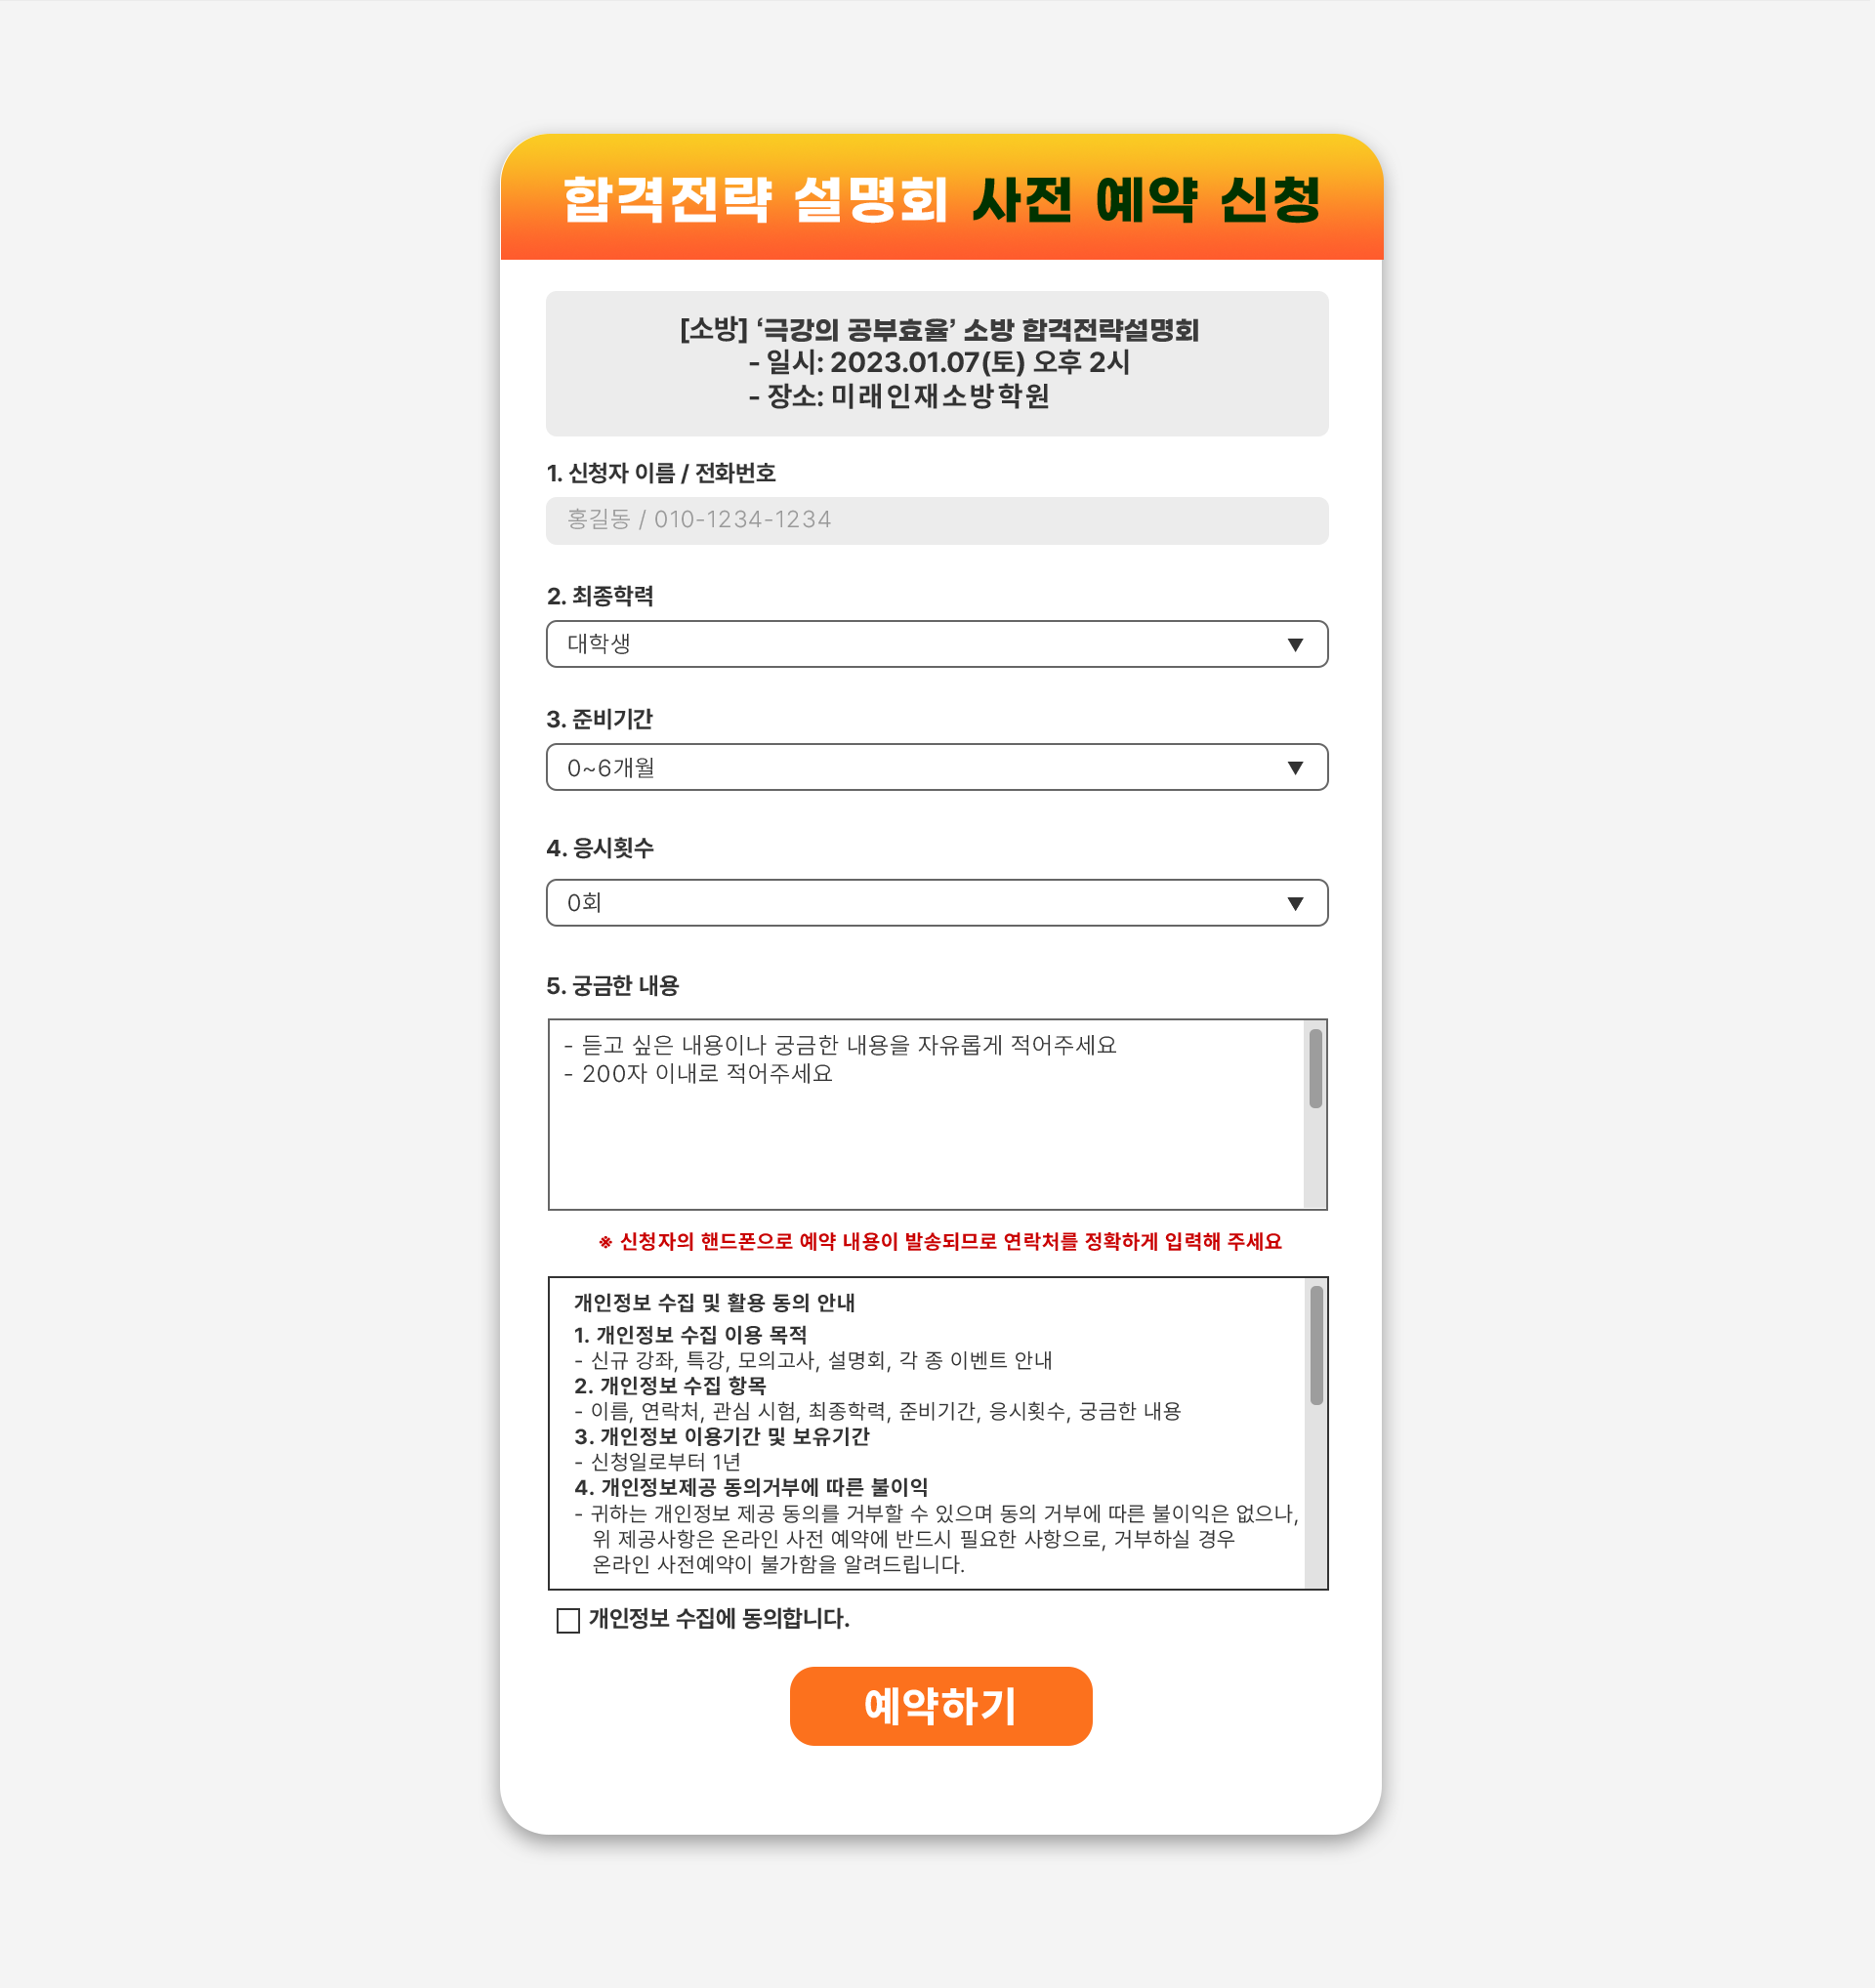 합격전략 설명회 사전 예약 신청
[소방] ‘극강의 공부효율’ 소방 합격전략설명회
- 일시: 2023.01.07(토) 오후 2시
- 장소: 미래인재소방학원
1. 신청자 이름 / 전화번호
홍길동 / 010-1234-1234
2. 최종학력
대학생 ▼
3. 준비기간
0~6개월 ▼
4. 응시횟수
0회 ▼
5. 궁금한 내용
- 듣고 싶은 내용이나 궁금한 내용을 자유롭게 적어주세요
- 200자 이내로 적어주세요
※ 신청자의 핸드폰으로 예약 내용이 발송되므로 연락처를 정확하게 입력해 주세요
개인정보 수집 및 활용 동의 안내
1. 개인정보 수집 이용 목적
- 신규 강좌, 특강, 모의고사, 설명회, 각 종 이벤트 안내
2. 개인정보 수집 항목
- 이름, 연락처, 관심 시험, 최종학력, 준비기간, 응시횟수, 궁금한 내용
3. 개인정보 이용기간 및 보유기간
- 신청일로부터 1년
4. 개인정보제공 동의거부에 따른 불이익
- 귀하는 개인정보 제공 동의를 거부할 수 있으며 동의 거부에 따른 불이익은 없으나,
위 제공사항은 온라인 사전 예약에 반드시 필요한 사항으로, 거부하실 경우
온라인 사전예약이 불가함을 알려드립니다.
개인정보 수집에 동의합니다.
예약하기